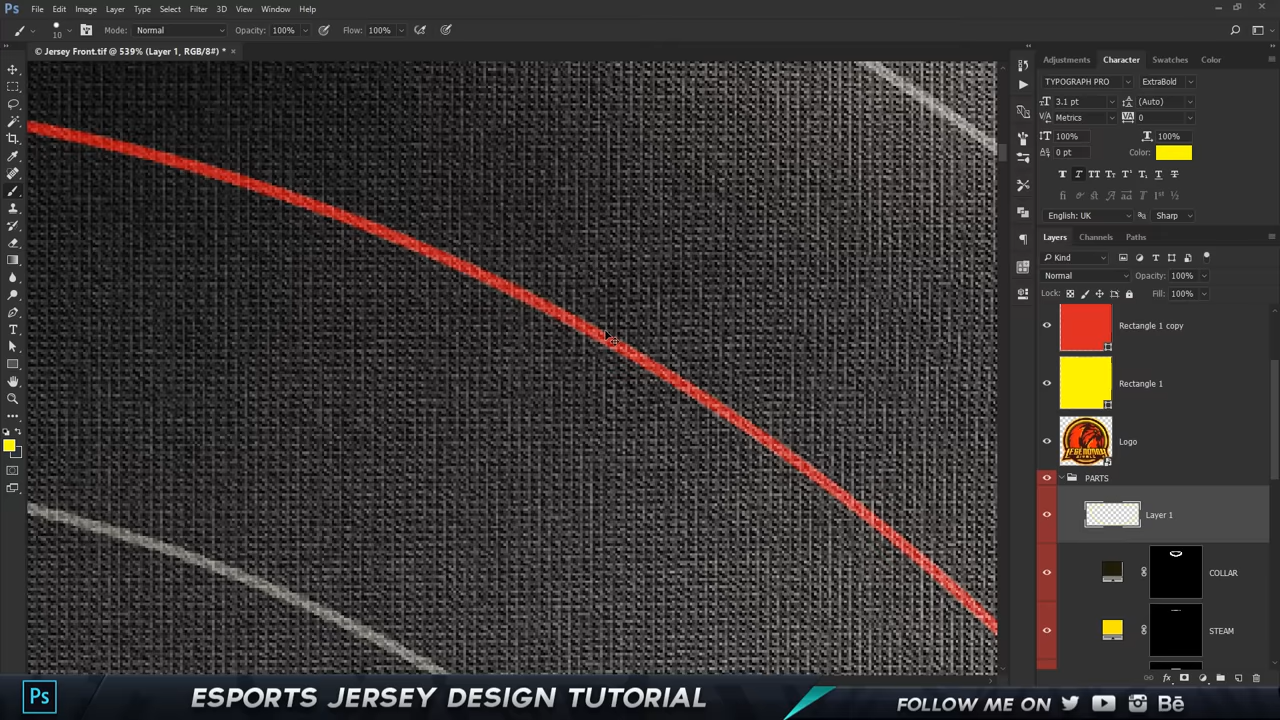 Ps File Edit Image Layer Type Select Filter 3D View Window Help
10 Mode: Normal Opacity: 100% Flow: 100%
© Jersey Front.tif @ 539% (Layer 1, RGB/8#) * ×
Adjustments Character Color Swatches
TYPOGRAPH PRO ExtraBold
3.1 pt (Auto)
Metrics 0
100% 100%
0 pt Color:
English: UK Sharp
Layers Channels Paths
Kind
Normal Opacity: 100%
Lock: Fill: 100%
Rectangle 1 copy
Rectangle 1
Logo
PARTS
Layer 1
COLLAR
STEAM
Ps ESPORTS JERSEY DESIGN TUTORIAL FOLLOW ME ON Bē